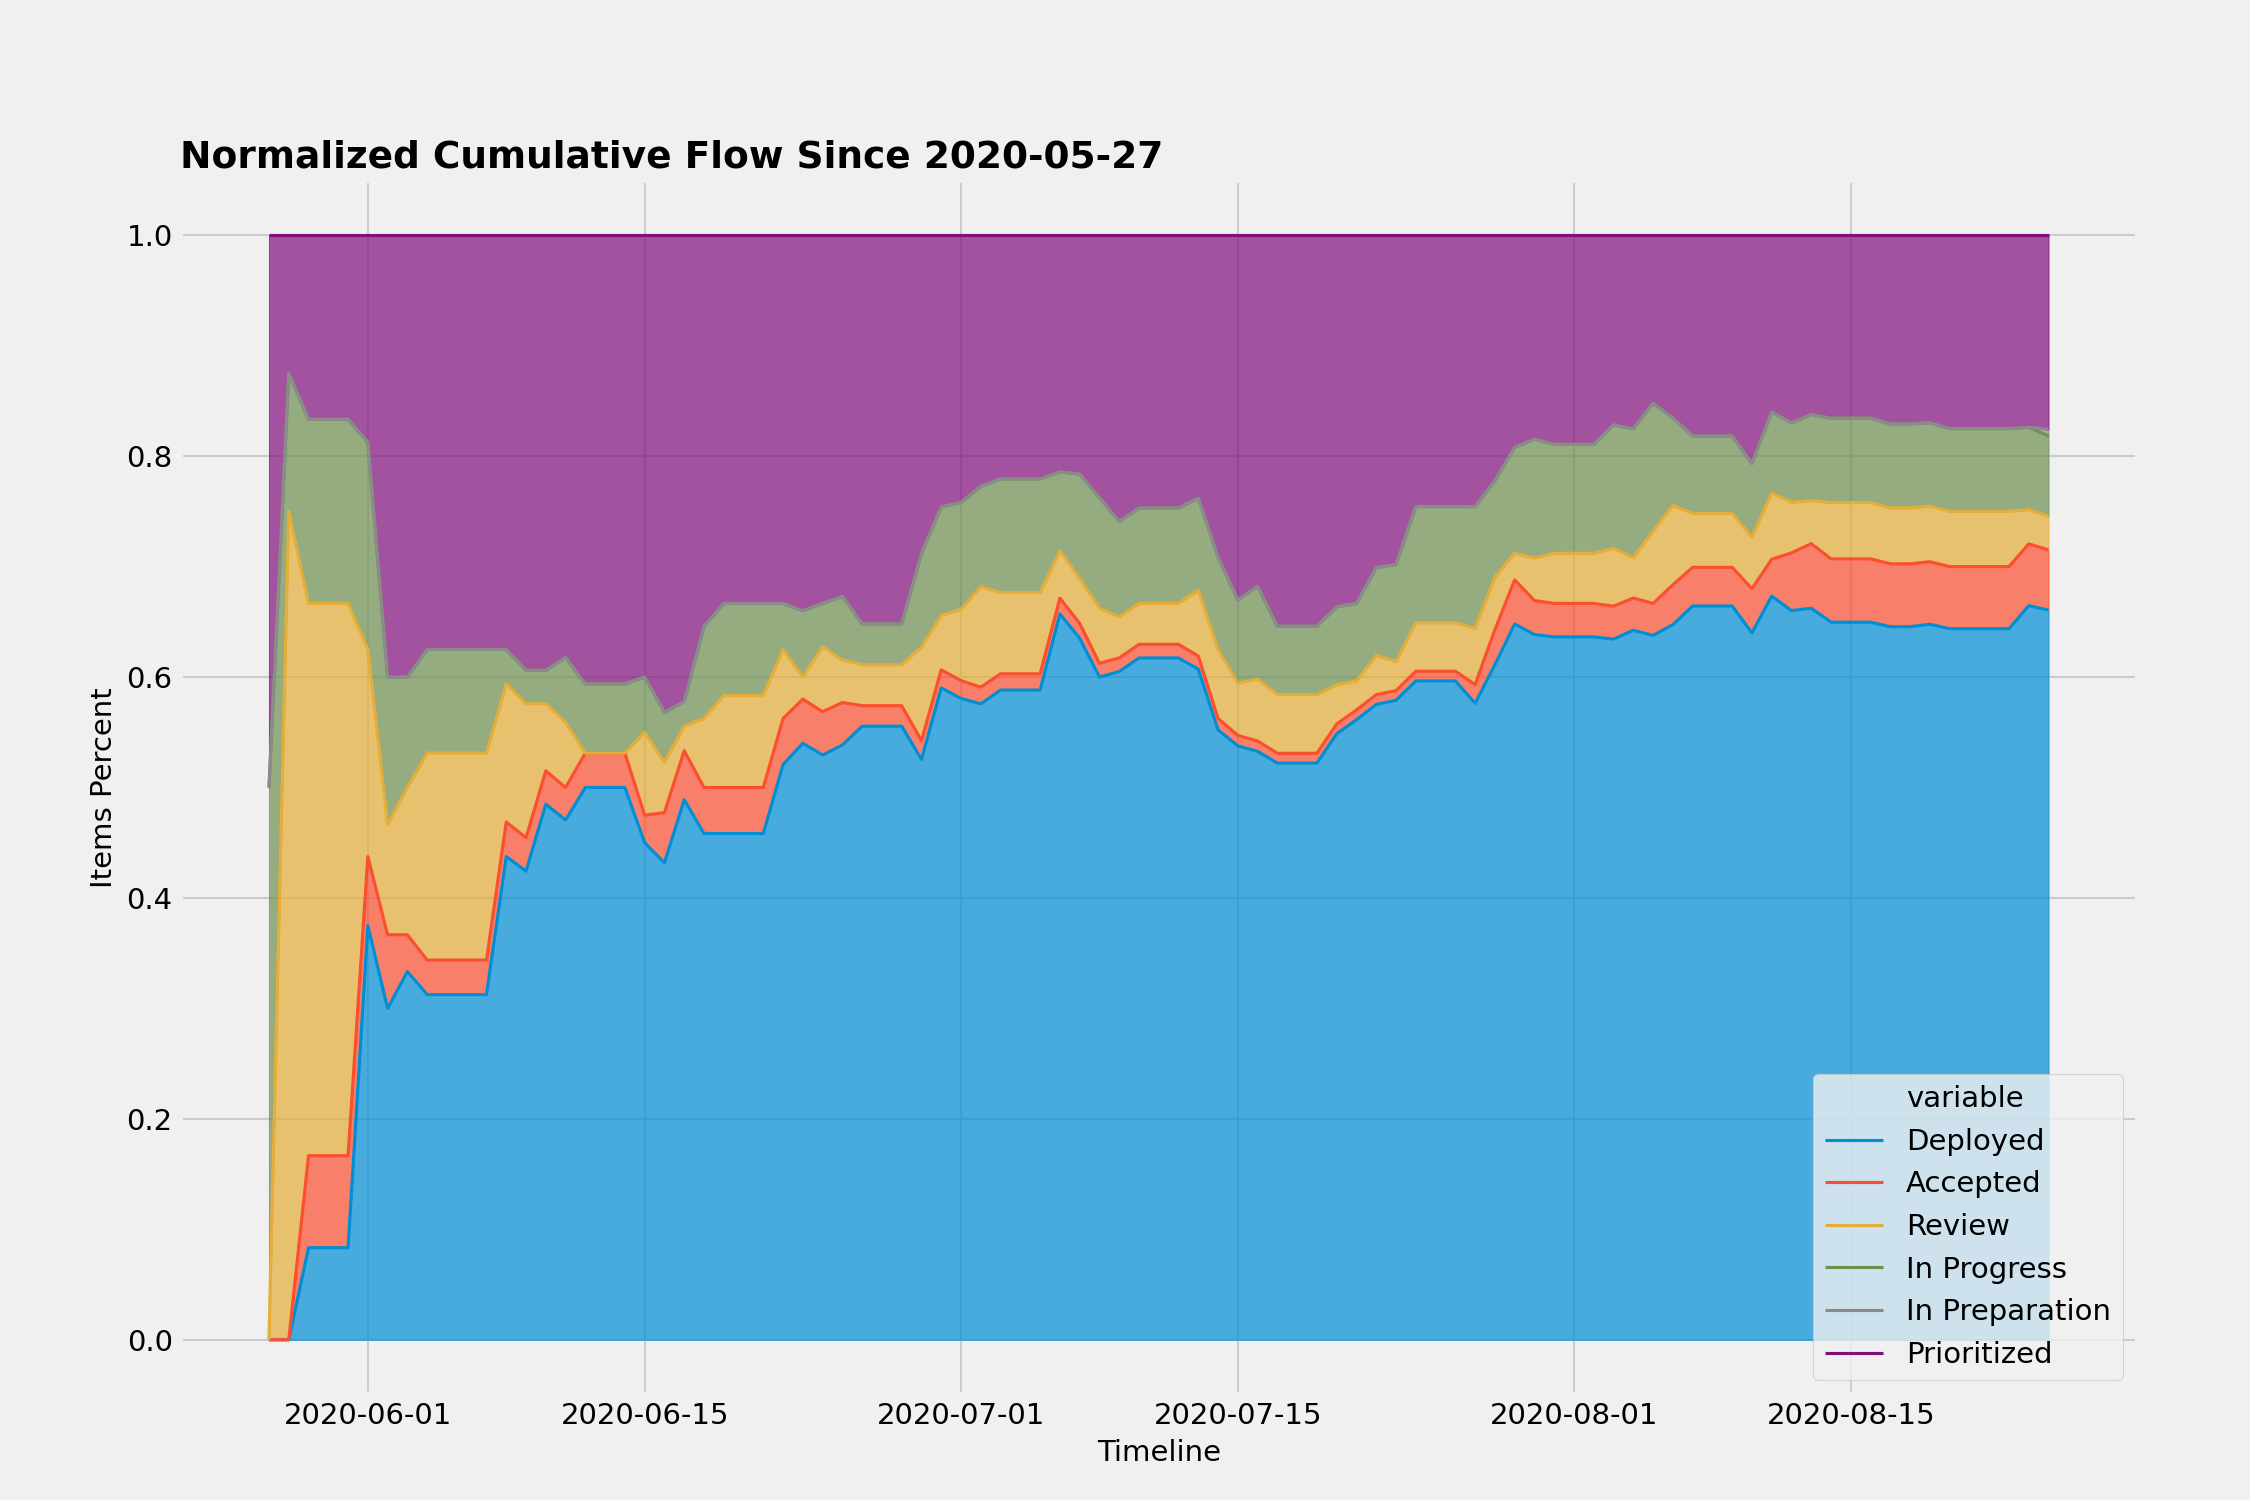 Normalized Cumulative Flow Since 2020-05-27
1.0
0.8
0.6
0.4
0.2
0.0
Items Percent
variable
Deployed
Accepted
Review
In Progress
In Preparation
Prioritized
2020-06-01 2020-06-15 2020-07-01 2020-07-15 2020-08-01 2020-08-15
Timeline